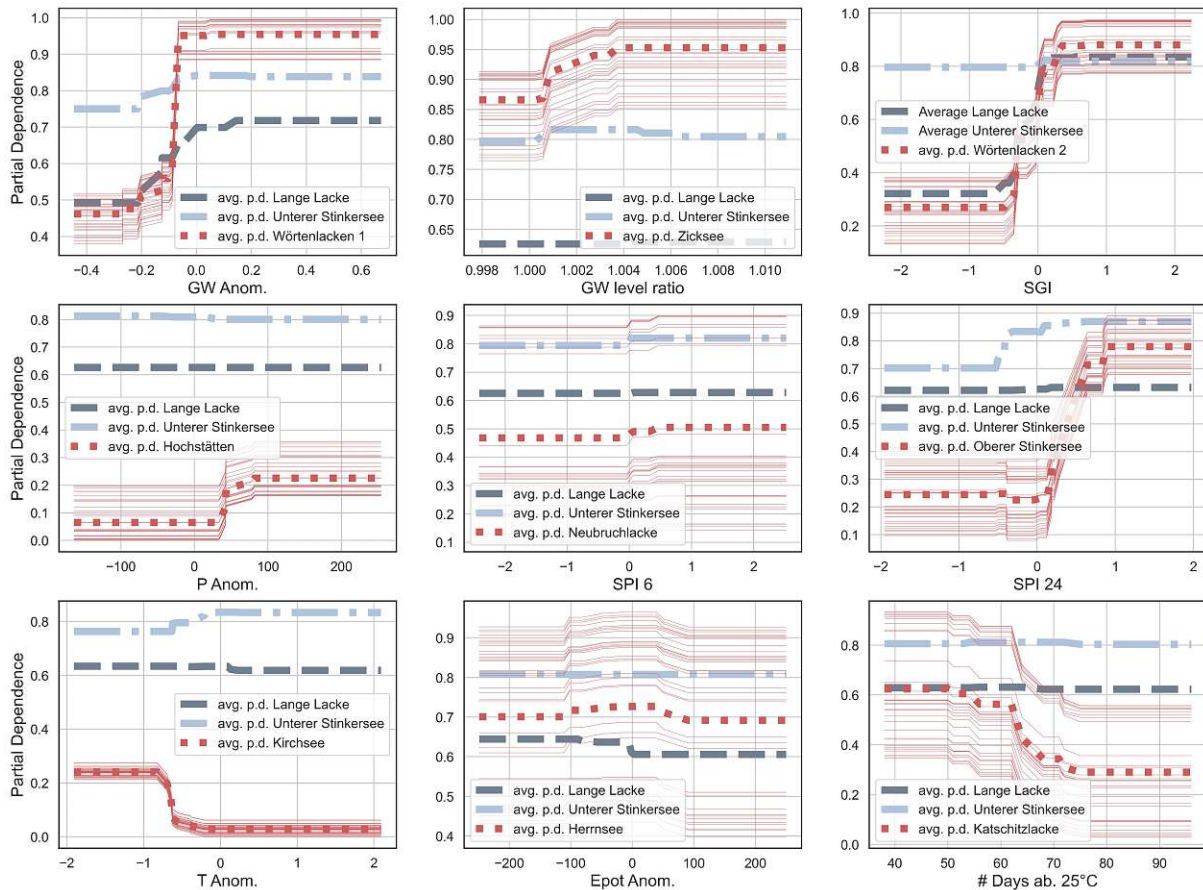 Partial Dependence
1.0
0.9
0.8
0.7
0.6
0.5
0.4
avg. p.d. Lange Lacke
avg. p.d. Unterer Stinkersee
avg. p.d. Wörtenlacken 1
−0.4 −0.2 0.0 0.2 0.4 0.6
GW Anom.
1.00
0.95
0.90
0.85
0.80
0.75
0.70
0.65
avg. p.d. Lange Lacke
avg. p.d. Unterer Stinkersee
avg. p.d. Zicksee
0.998 1.000 1.002 1.004 1.006 1.008 1.010
GW level ratio
1.0
0.8
0.6
0.4
0.2
Average Lange Lacke
Average Unterer Stinkersee
avg. p.d. Wörtenlacken 2
−2 −1 0 1 2
SGI
Partial Dependence
0.8
0.7
0.6
0.5
0.4
0.3
0.2
0.1
0.0
avg. p.d. Lange Lacke
avg. p.d. Unterer Stinkersee
avg. p.d. Hochstätten
−100 0 100 200
P Anom.
0.9
0.8
0.7
0.6
0.5
0.4
0.3
0.2
0.1
avg. p.d. Lange Lacke
avg. p.d. Unterer Stinkersee
avg. p.d. Neubruchlacke
−2 −1 0 1 2
SPI 6
0.9
0.8
0.7
0.6
0.5
0.4
0.3
0.2
0.1
avg. p.d. Lange Lacke
avg. p.d. Unterer Stinkersee
avg. p.d. Oberer Stinkersee
−2 −1 0 1 2
SPI 24
Partial Dependence
0.8
0.6
0.4
0.2
0.0
avg. p.d. Lange Lacke
avg. p.d. Unterer Stinkersee
avg. p.d. Kirchsee
−2 −1 0 1 2
T Anom.
0.9
0.8
0.7
0.6
0.5
0.4
avg. p.d. Lange Lacke
avg. p.d. Unterer Stinkersee
avg. p.d. Herrnsee
−200 −100 0 100 200
Epot Anom.
0.8
0.6
0.4
0.2
avg. p.d. Lange Lacke
avg. p.d. Unterer Stinkersee
avg. p.d. Katschitzlacke
40 50 60 70 80 90
# Days ab. 25°C